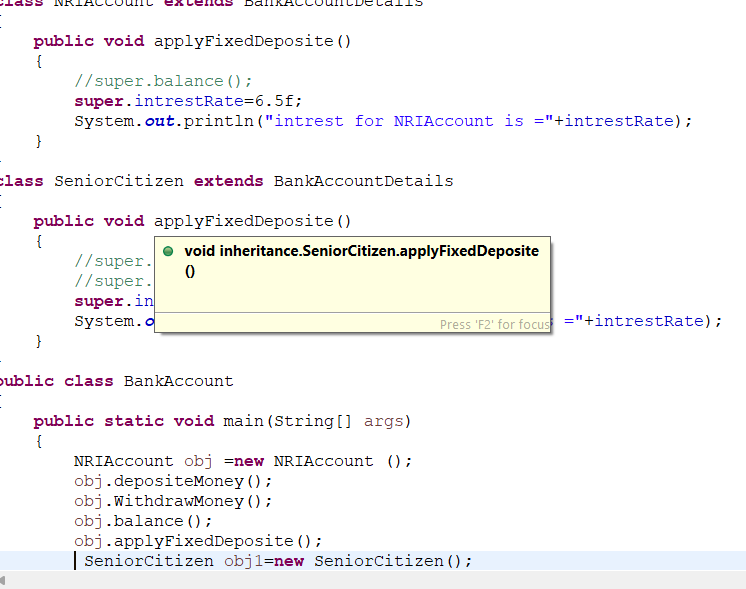 class NRIAccount extends BankAccountDetails
{
public void applyFixedDeposite()
{
//super.balance();
super.intrestRate=6.5f;
System.out.println("intrest for NRIAccount is ="+intrestRate);
}
class SeniorCitizen extends BankAccountDetails
{
public void applyFixedDeposite()
{
void inheritance.SeniorCitizen.applyFixedDeposite
()
//super.
//super.
super.in
System.o ="+intrestRate);
Press 'F2' for focus
}
public class BankAccount
{
public static void main(String[] args)
{
NRIAccount obj =new NRIAccount ();
obj.depositeMoney();
obj.WithdrawMoney();
obj.balance();
obj.applyFixedDeposite();
SeniorCitizen obj1=new SeniorCitizen();